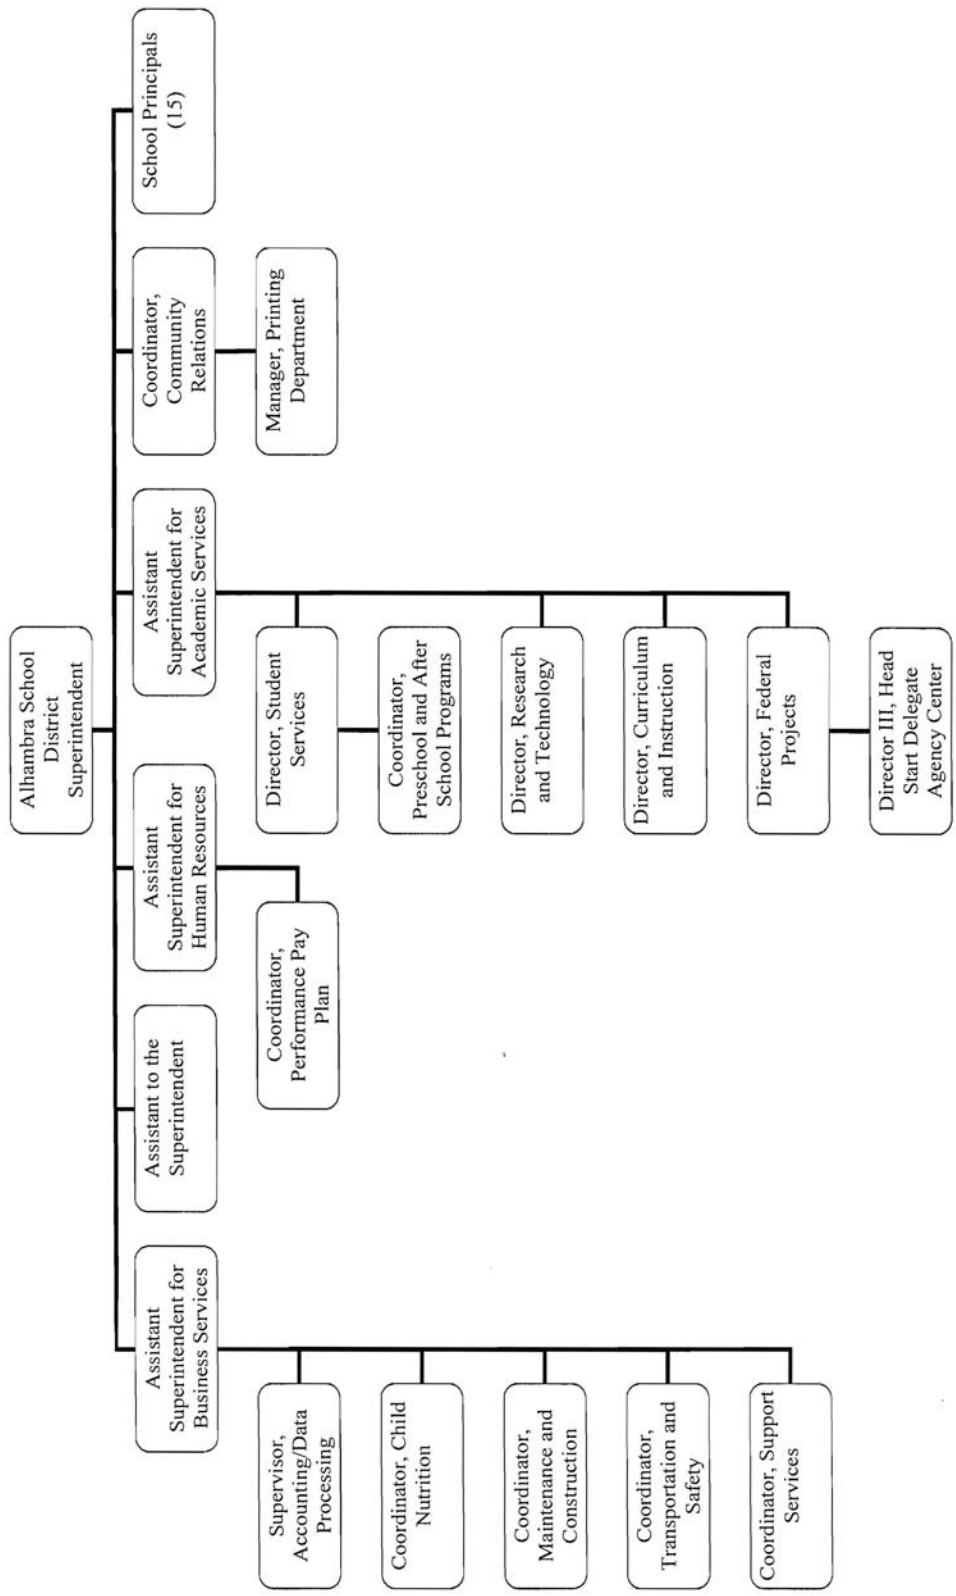 Alhambra School
District
Superintendent
Assistant
Superintendent for
Business Services
Assistant to the
Superintendent
Assistant
Superintendent for
Human Resources
Assistant
Superintendent for
Academic Services
Coordinator,
Community
Relations
School Principals
(15)
Supervisor,
Accounting/Data
Processing
Coordinator, Child
Nutrition
Coordinator,
Maintenance and
Construction
Coordinator,
Transportation and
Safety
Coordinator, Support
Services
Coordinator,
Performance Pay
Plan
Director, Student
Services
Coordinator,
Preschool and After
School Programs
Director, Research
and Technology
Director, Curriculum
and Instruction
Director, Federal
Projects
Director III, Head
Start Delegate
Agency Center
Manager, Printing
Department